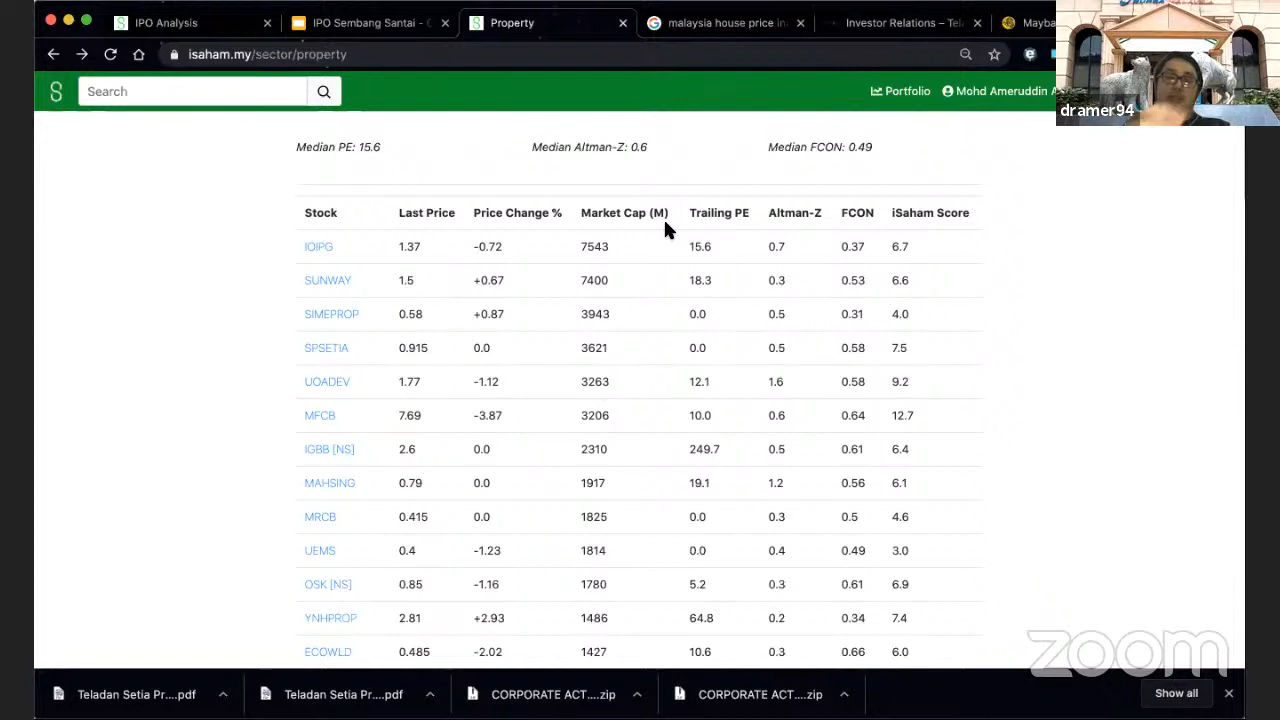 IPO Analysis
IPO Sembang Santai - G
Property
malaysia house price in
Investor Relations – Tel
Mayba
isaham.my/sector/property
Search
Portfolio
Mohd Ameruddin A
dramer94
Median PE: 15.6 Median Altman-Z: 0.6 Median FCON: 0.49
Stock Last Price Price Change % Market Cap (M) Trailing PE Altman-Z FCON iSaham Score
IOIPG 1.37 -0.72 7543 15.6 0.7 0.37 6.7
SUNWAY 1.5 +0.67 7400 18.3 0.3 0.53 6.6
SIMEPROP 0.58 +0.87 3943 0.0 0.5 0.31 4.0
SPSETIA 0.915 0.0 3621 0.0 0.5 0.58 7.5
UOADEV 1.77 -1.12 3263 12.1 1.6 0.58 9.2
MFCB 7.69 -3.87 3206 10.0 0.6 0.64 12.7
IGBB [NS] 2.6 0.0 2310 249.7 0.5 0.61 6.4
MAHSING 0.79 0.0 1917 19.1 1.2 0.56 6.1
MRCB 0.415 0.0 1825 0.0 0.3 0.5 4.6
UEMS 0.4 -1.23 1814 0.0 0.4 0.49 3.0
OSK [NS] 0.85 -1.16 1780 5.2 0.3 0.61 6.9
YNHPROP 2.81 +2.93 1486 64.8 0.2 0.34 7.4
ECOWLD 0.485 -2.02 1427 10.6 0.3 0.66 6.0
zoom
Teladan Setia Pr....pdf
Teladan Setia Pr....pdf
CORPORATE ACT....zip
CORPORATE ACT....zip
Show all